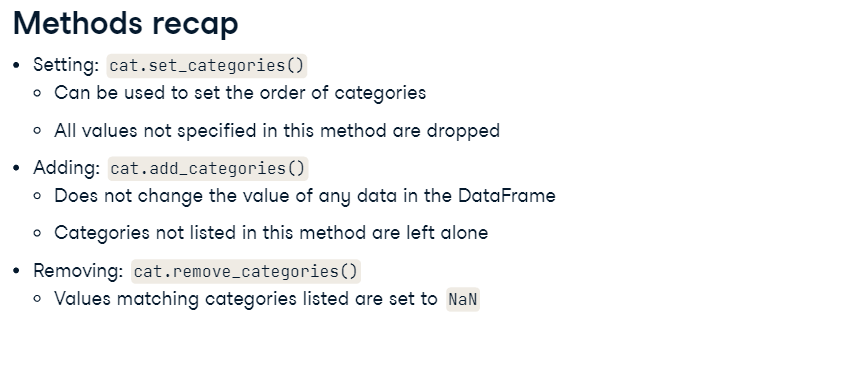 Methods recap
• Setting: cat.set_categories()
◦ Can be used to set the order of categories
◦ All values not specified in this method are dropped
• Adding: cat.add_categories()
◦ Does not change the value of any data in the DataFrame
◦ Categories not listed in this method are left alone
• Removing: cat.remove_categories()
◦ Values matching categories listed are set to NaN